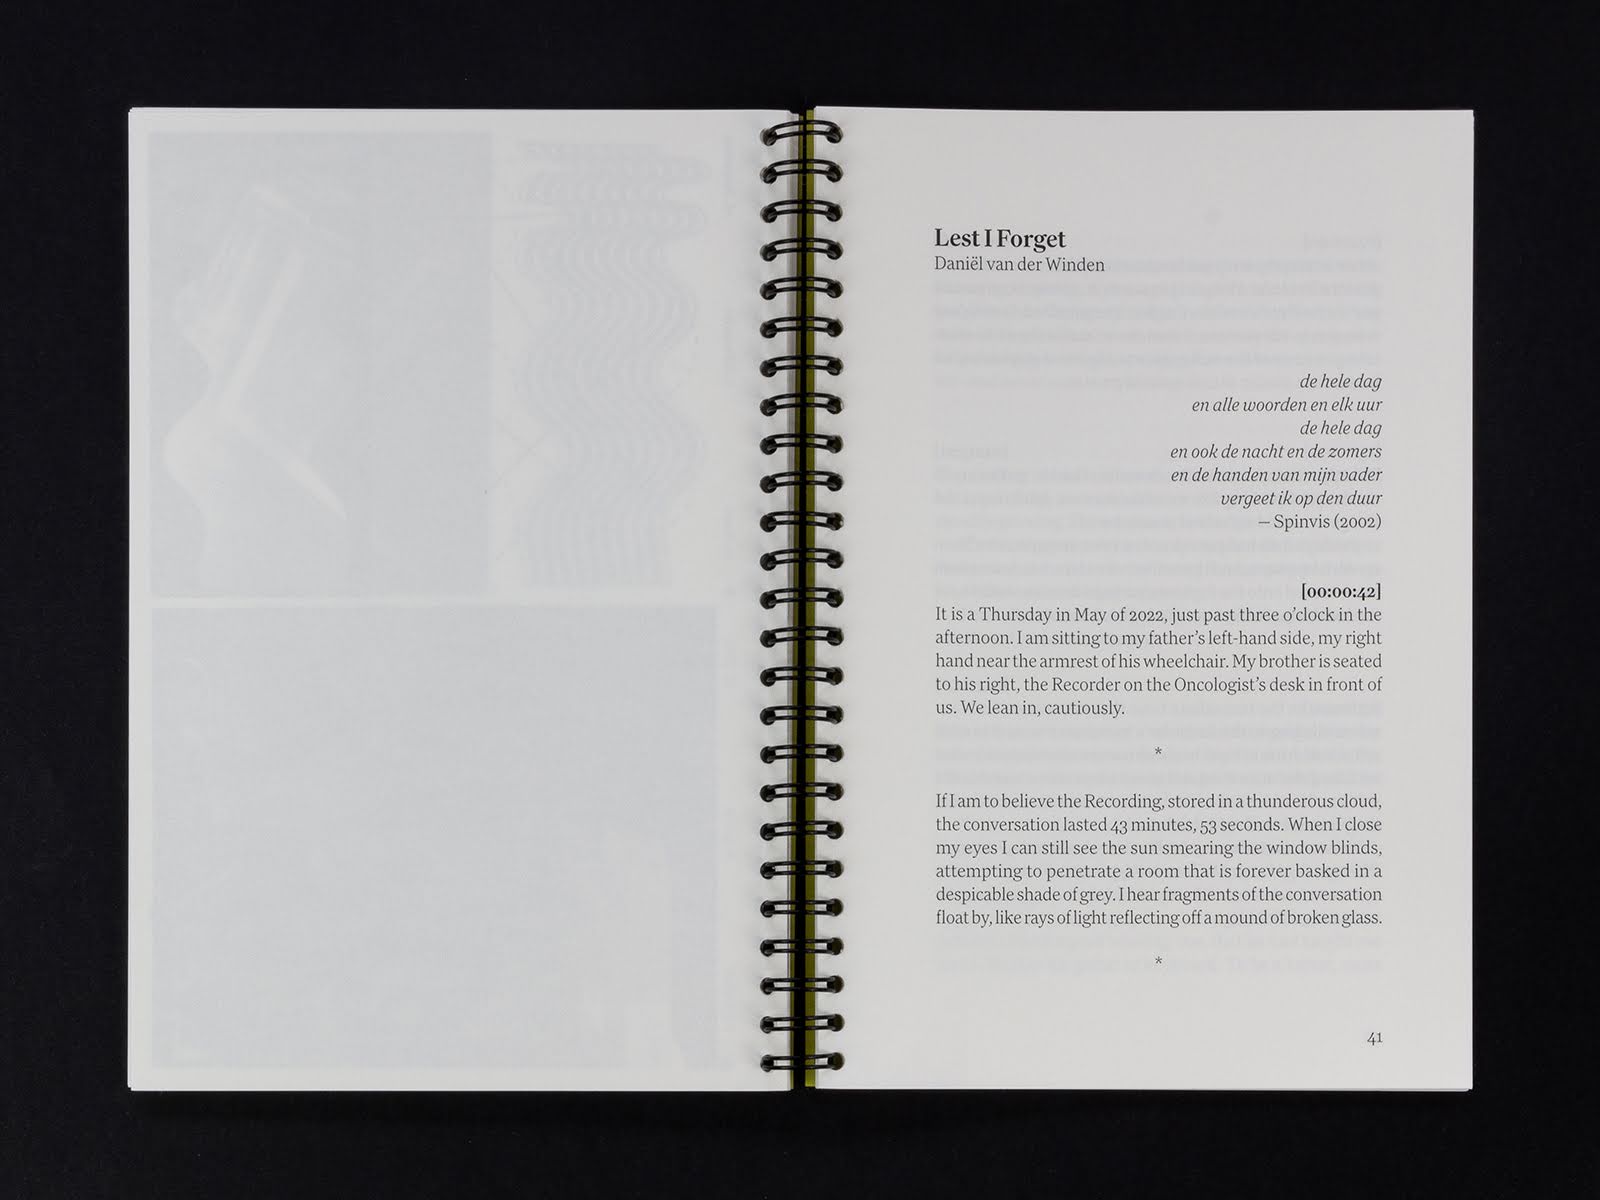 Lest I Forget
Daniël van der Winden
de hele dag
en alle woorden en elk uur
de hele dag
en ook de nacht en de zomers
en de handen van mijn vader
vergeet ik op den duur
— Spinvis (2002)
[00:00:42]
It is a Thursday in May of 2022, just past three o’clock in the
afternoon. I am sitting to my father’s left-hand side, my right
hand near the armrest of his wheelchair. My brother is seated
to his right, the Recorder on the Oncologist’s desk in front of
us. We lean in, cautiously.
*
If I am to believe the Recording, stored in a thunderous cloud,
the conversation lasted 43 minutes, 53 seconds. When I close
my eyes I can still see the sun smearing the window blinds,
attempting to penetrate a room that is forever basked in a
despicable shade of grey. I hear fragments of the conversation
float by, like rays of light reflecting off a mound of broken glass.
*
41